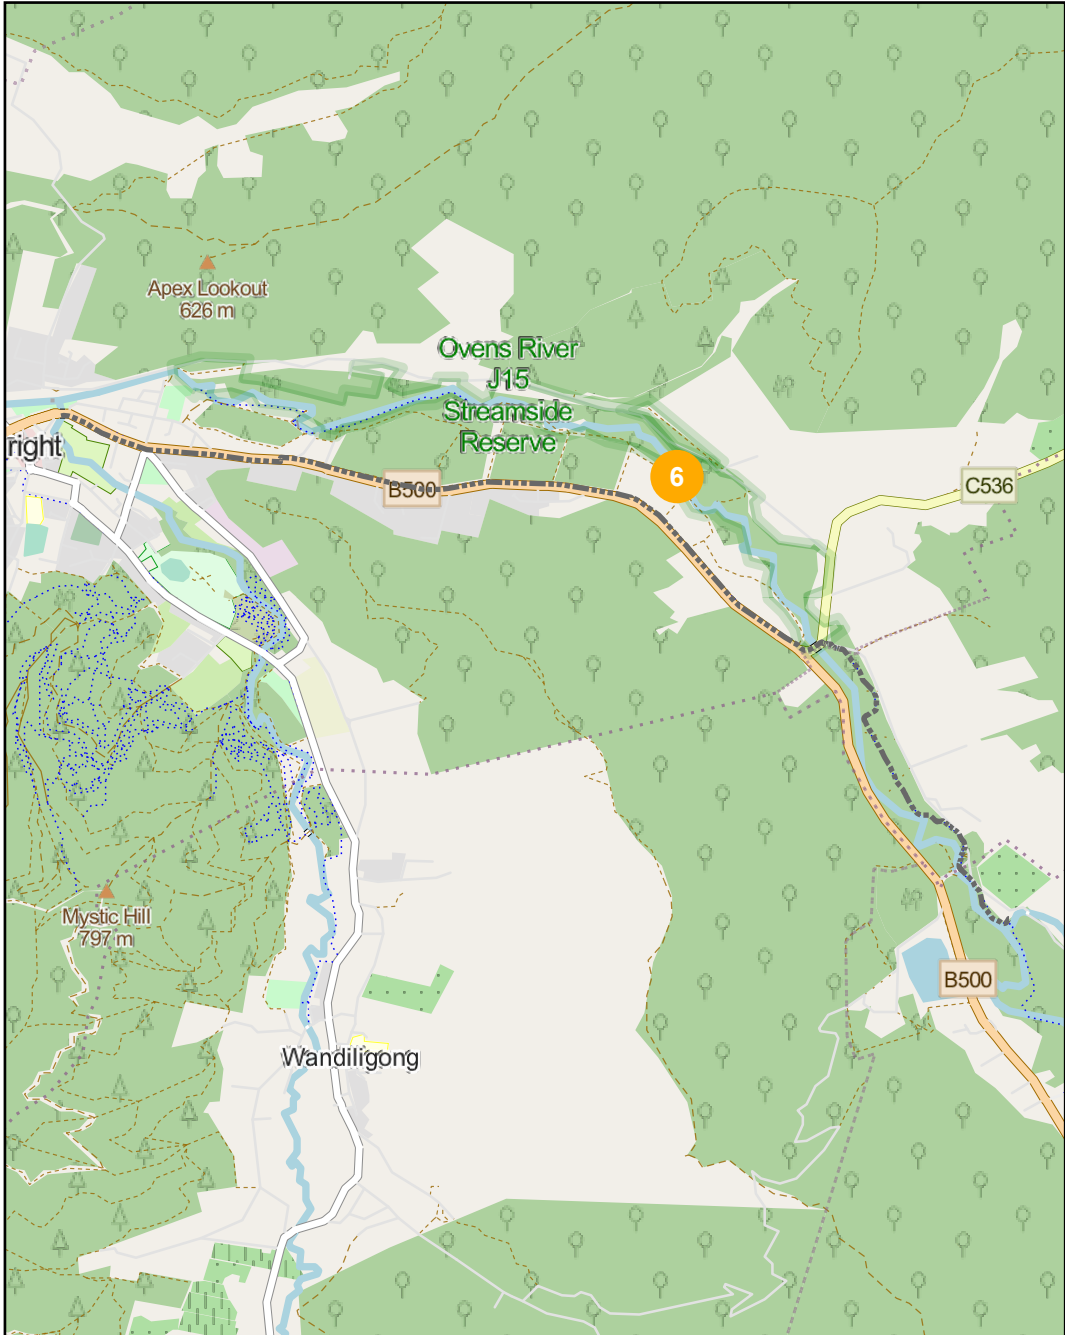 Apex Lookout
626 m
Ovens River
J15
Streamside
Reserve
right
6
B500
C536
Mystic Hill
797 m
B500
Wandiligong